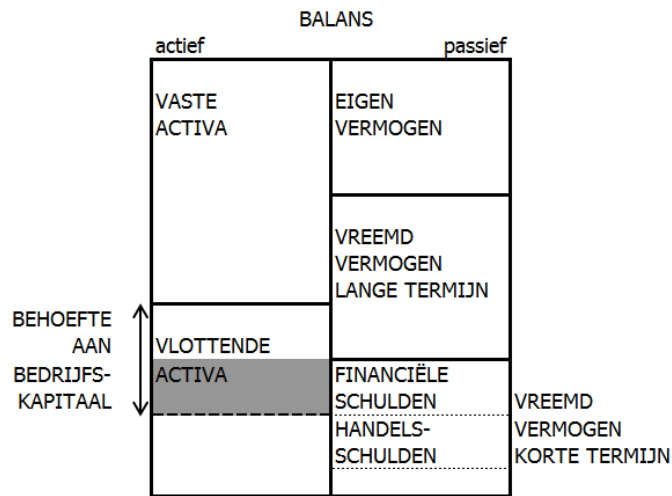 BALANS
actief
passief
VASTE
ACTIVA
EIGEN
VERMOGEN
VREEMD
VERMOGEN
LANGE TERMIJN
BEHOEFTE
AAN
BEDRIJFS-
KAPITAAL
VLOTTENDE
ACTIVA
FINANCIËLE
SCHULDEN
HANDELS-
SCHULDEN
VREEMD
VERMOGEN
KORTE TERMIJN